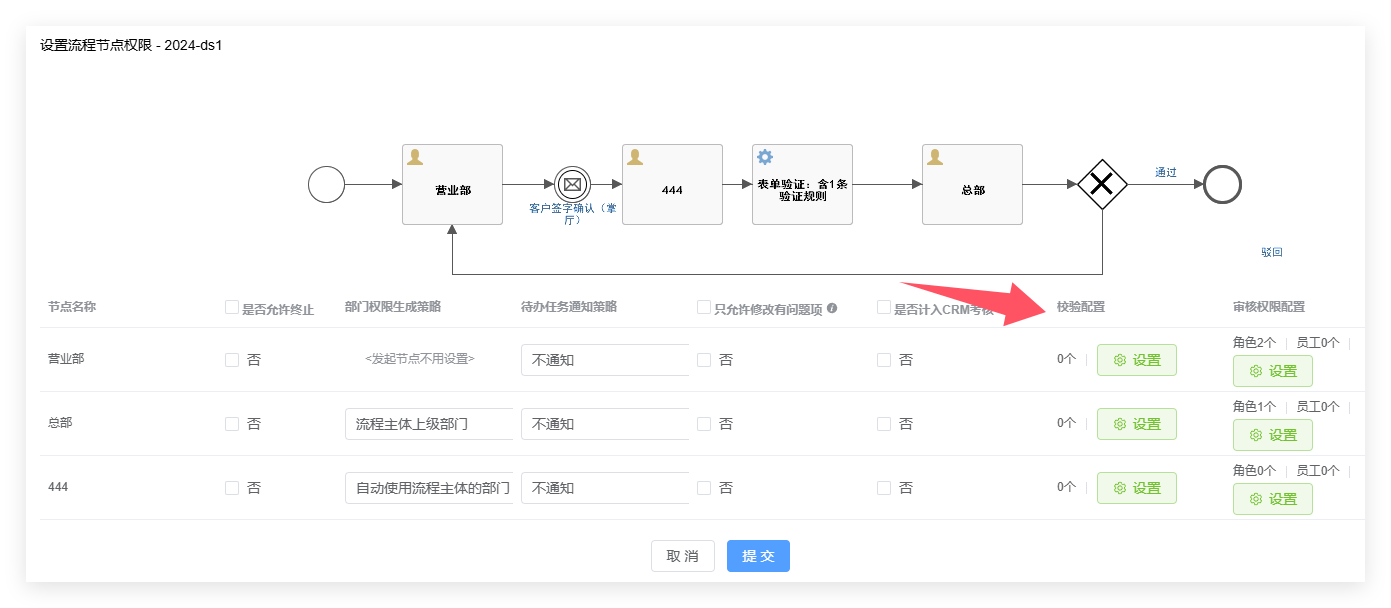 设置流程节点权限 - 2024-ds1
营业部
客户签字确认（掌
厅）
444
表单验证：含1条
验证规则
总部
通过
驳回
节点名称 是否允许终止 部门权限生成策略 待办任务通知策略 只允许修改有问题项 是否计入CRM考核 校验配置 审核权限配置
营业部 否 <发起节点不用设置> 不通知 否 否 0个 设置 角色2个 员工0个
设置
总部 否 流程主体上级部门 不通知 否 否 0个 设置 角色1个 员工0个
设置
444 否 自动使用流程主体的部门 不通知 否 否 0个 设置 角色0个 员工0个
设置
取 消 提 交